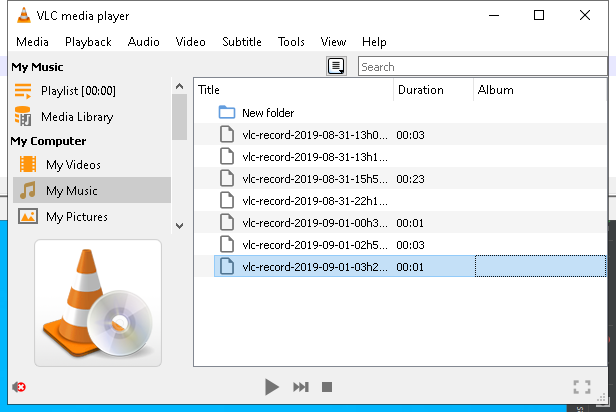 VLC media player
Media Playback Audio Video Subtitle Tools View Help
My Music
Search
Playlist [00:00]
Media Library
My Computer
My Videos
My Music
My Pictures
Title Duration Album
New folder
vlc-record-2019-08-31-13h0... 00:03
vlc-record-2019-08-31-13h1...
vlc-record-2019-08-31-15h5... 00:23
vlc-record-2019-08-31-22h1...
vlc-record-2019-09-01-00h3... 00:01
vlc-record-2019-09-01-02h5... 00:03
vlc-record-2019-09-01-03h2... 00:01